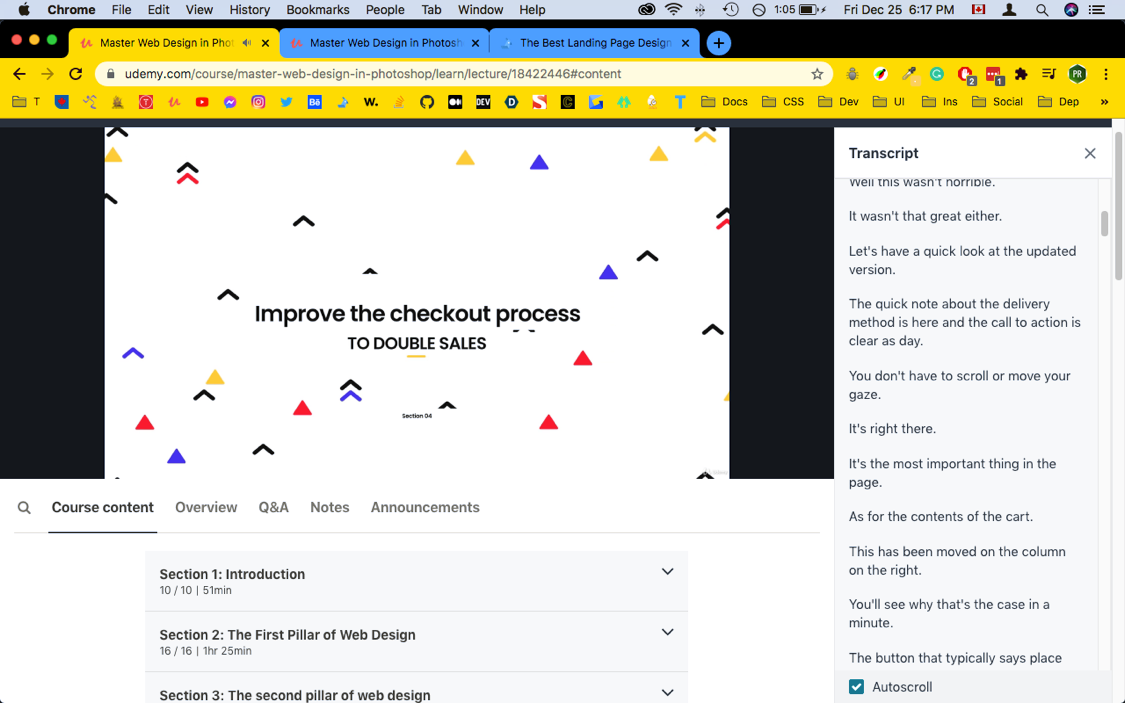 Chrome File Edit View History Bookmarks People Tab Window Help 1:05 Fri Dec 25 6:17 PM
Master Web Design in Phot Master Web Design in Photosh The Best Landing Page Design
udemy.com/course/master-web-design-in-photoshop/learn/lecture/18422446#content 2 1 PR
T Bē W. DEV D S C T Docs CSS Dev UI Ins Social Dep »
Improve the checkout process
TO DOUBLE SALES
Section 04
Course content Overview Q&A Notes Announcements
Section 1: Introduction
10 / 10 | 51min
Section 2: The First Pillar of Web Design
16 / 16 | 1hr 25min
Section 3: The second pillar of web design
Transcript
Well this wasn't horrible.
It wasn't that great either.
Let's have a quick look at the updated
version.
The quick note about the delivery
method is here and the call to action is
clear as day.
You don't have to scroll or move your
gaze.
It's right there.
It's the most important thing in the
page.
As for the contents of the cart.
This has been moved on the column
on the right.
You'll see why that's the case in a
minute.
The button that typically says place
Autoscroll